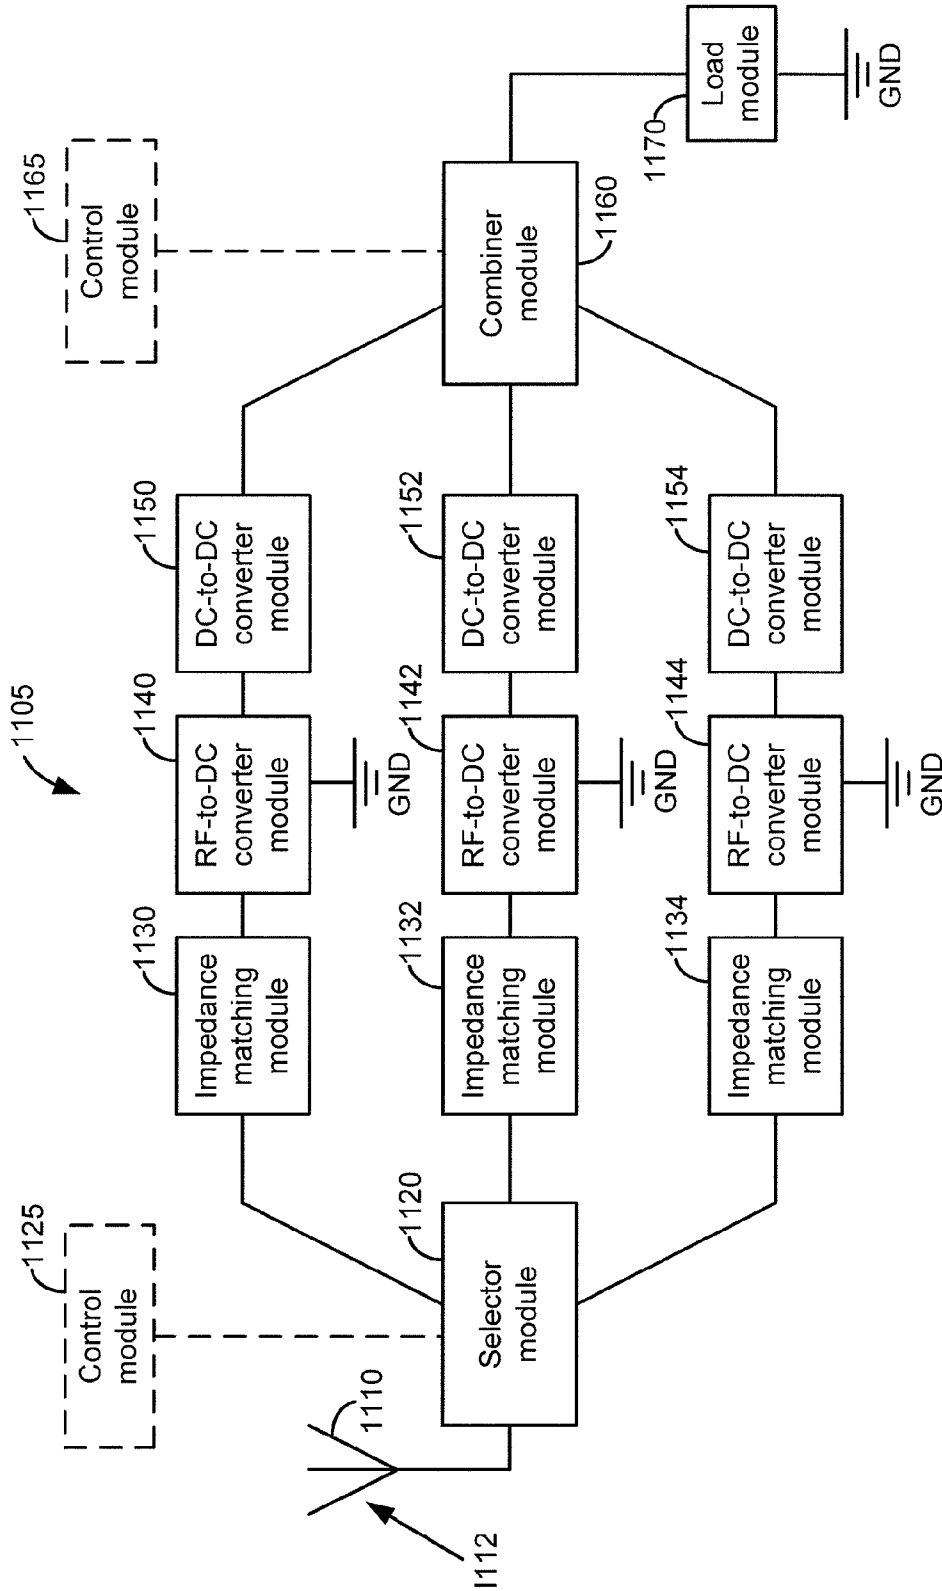 1105
1125
Control
module
1165
Control
module
1110
I112
1120
Selector
module
1130
Impedance
matching
module
1140
RF-to-DC
converter
module
GND
1150
DC-to-DC
converter
module
1132
Impedance
matching
module
1142
RF-to-DC
converter
module
GND
1152
DC-to-DC
converter
module
1134
Impedance
matching
module
1144
RF-to-DC
converter
module
GND
1154
DC-to-DC
converter
module
Combiner
module
1160
1170
Load
module
GND